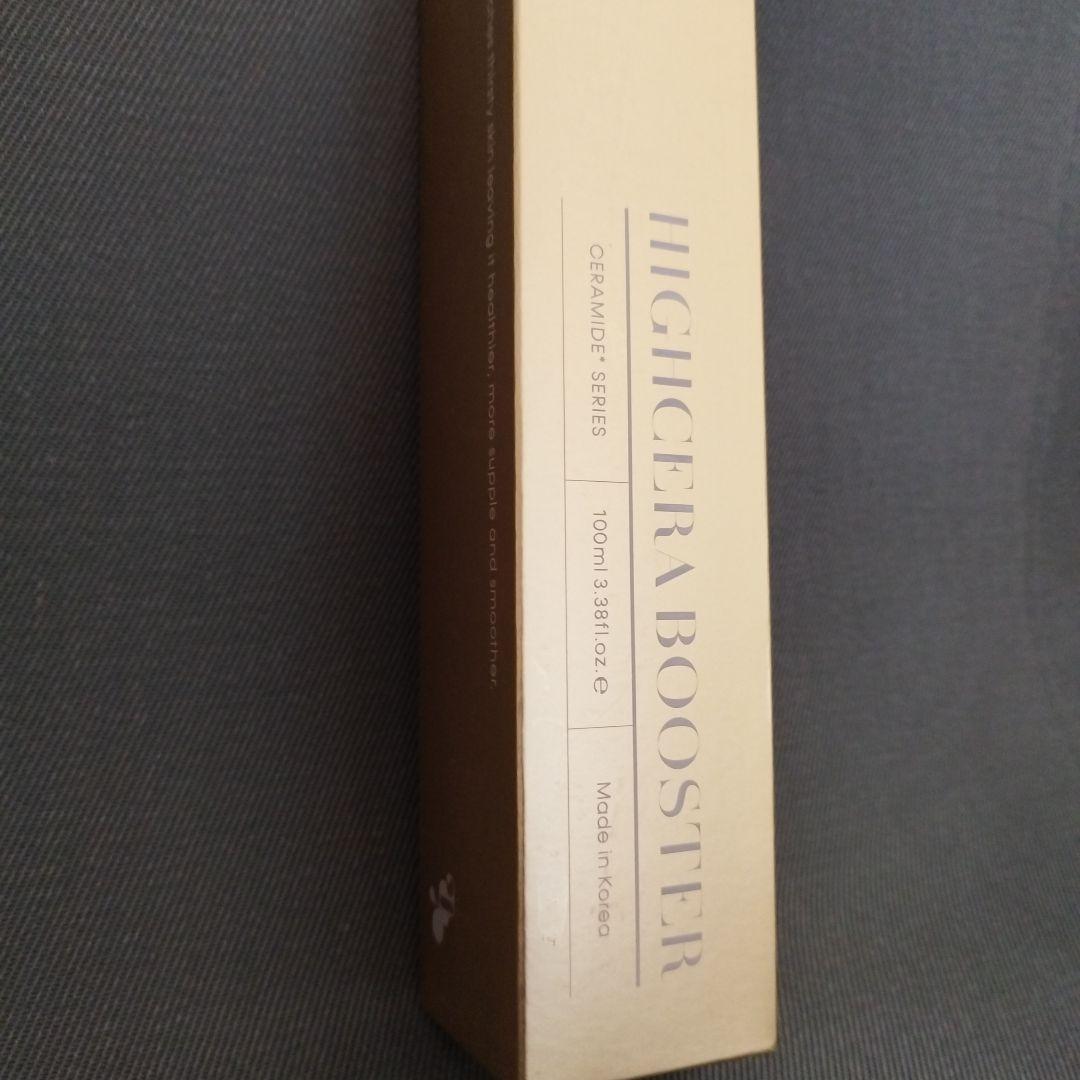 HIGHCERA BOOSTER
CERAMIDE* SERIES
100ml 3.38fl.oz.℮
Made in Korea
thirsty skin leaving it healthier, more supple and smoother.